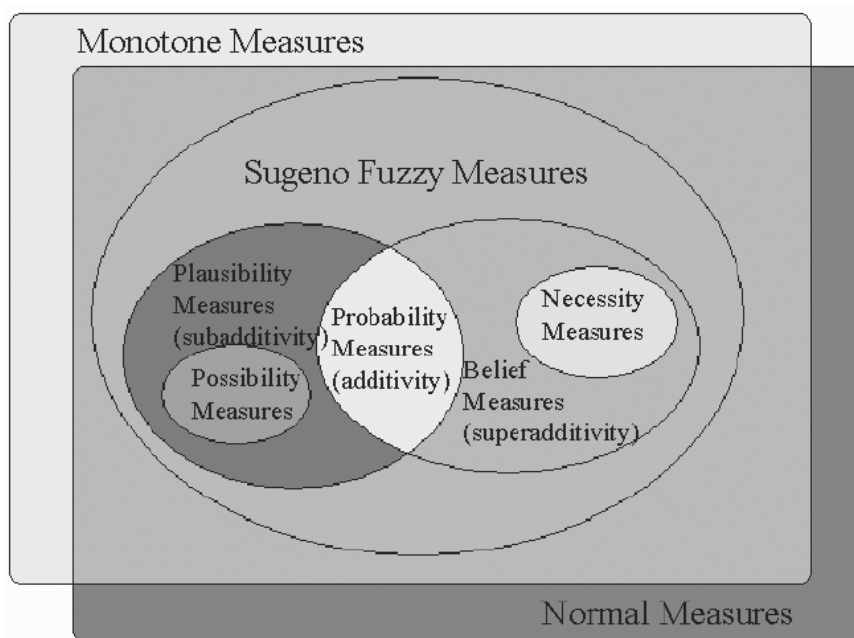 Monotone Measures
Sugeno Fuzzy Measures
Plausibility
Measures
(subadditivity)
Possibility
Measures
Probability
Measures
(additivity)
Necessity
Measures
Belief
Measures
(superadditivity)
Normal Measures